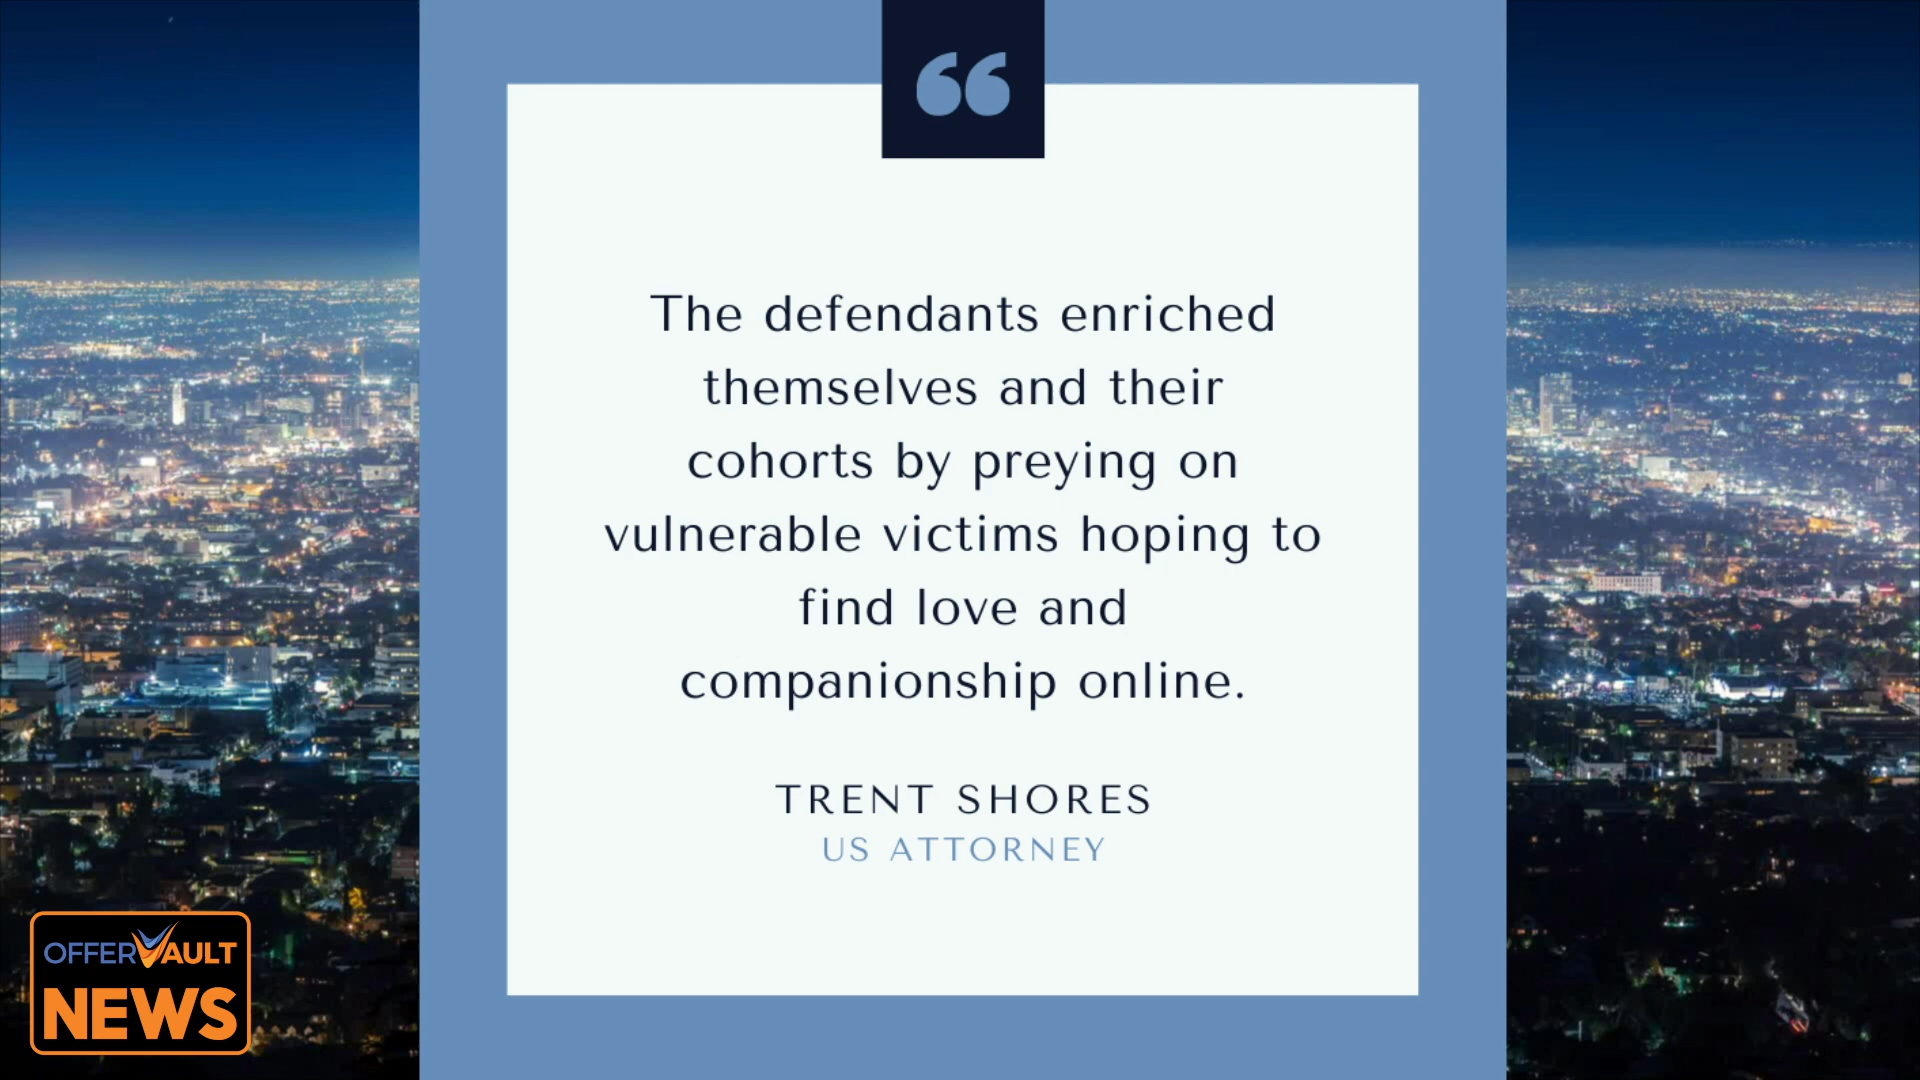 The defendants enriched
themselves and their
cohorts by preying on
vulnerable victims hoping to
find love and
companionship online.
TRENT SHORES
US ATTORNEY
OFFERVAULT
NEWS